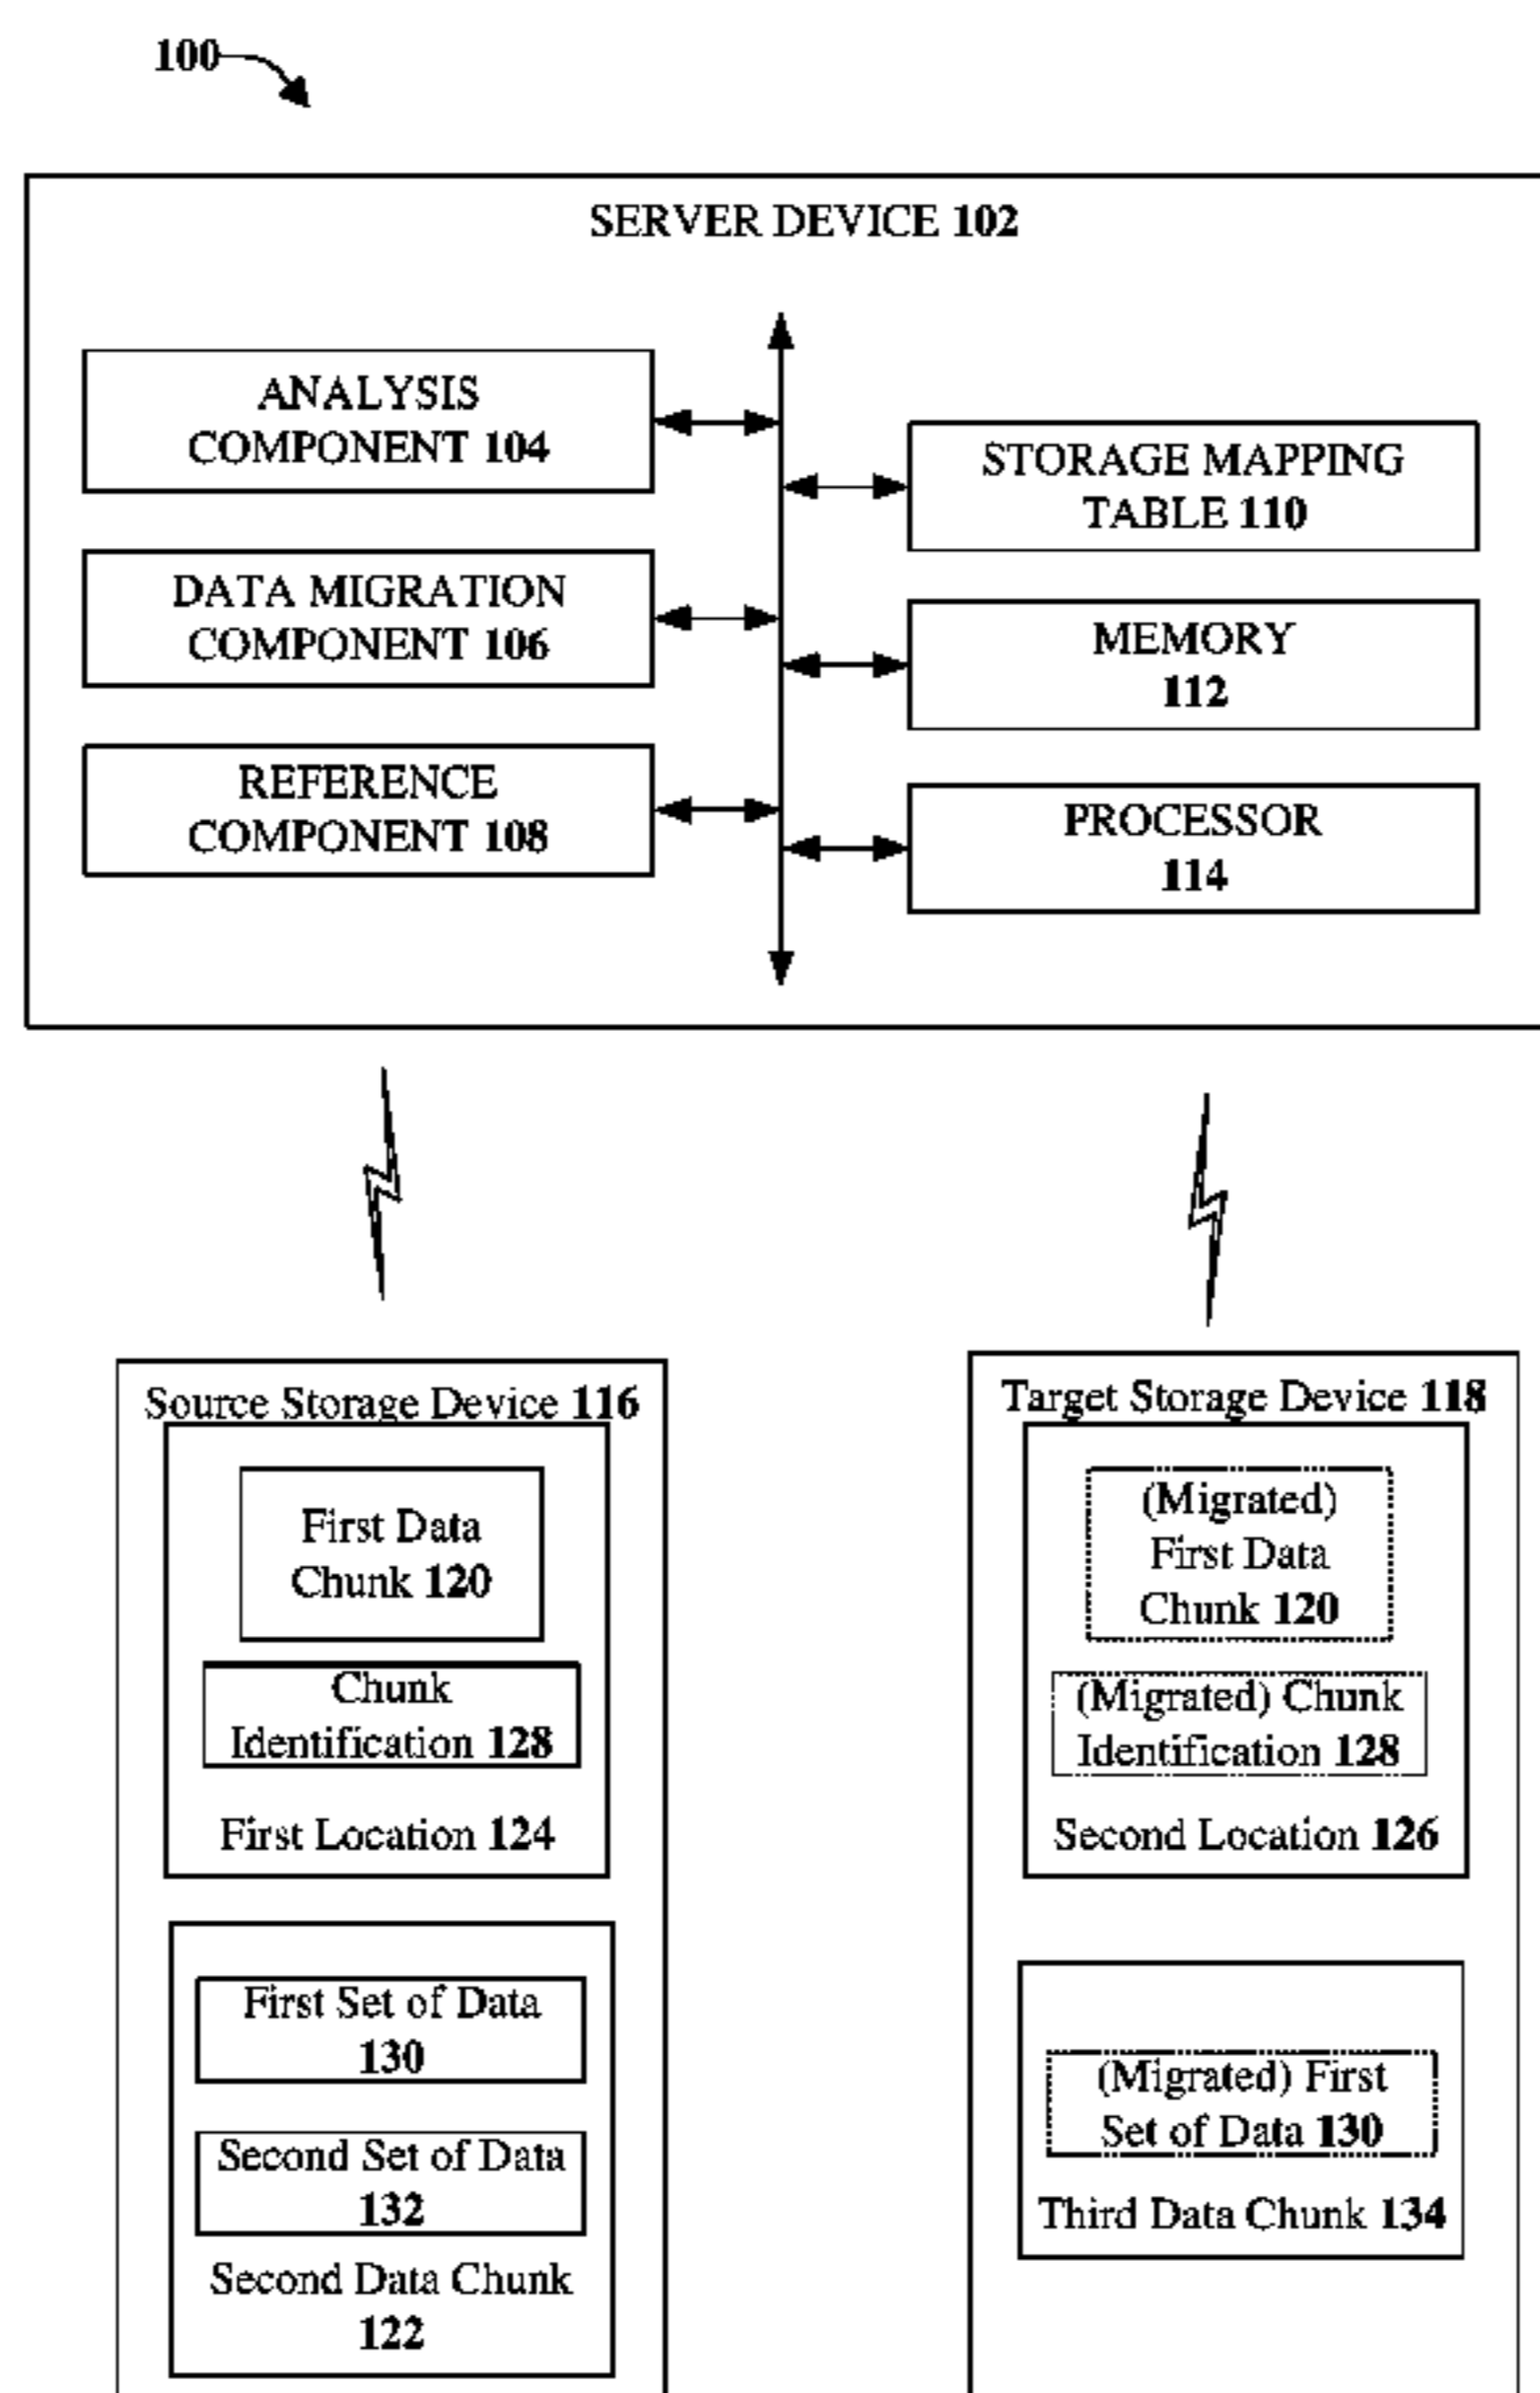 100
SERVER DEVICE 102
ANALYSIS
COMPONENT 104
DATA MIGRATION
COMPONENT 106
REFERENCE
COMPONENT 108
STORAGE MAPPING
TABLE 110
MEMORY
112
PROCESSOR
114
Source Storage Device 116
First Data
Chunk 120
Chunk
Identification 128
First Location 124
First Set of Data
130
Second Set of Data
132
Second Data Chunk
122
Target Storage Device 118
(Migrated)
First Data
Chunk 120
(Migrated) Chunk
Identification 128
Second Location 126
(Migrated) First
Set of Data 130
Third Data Chunk 134